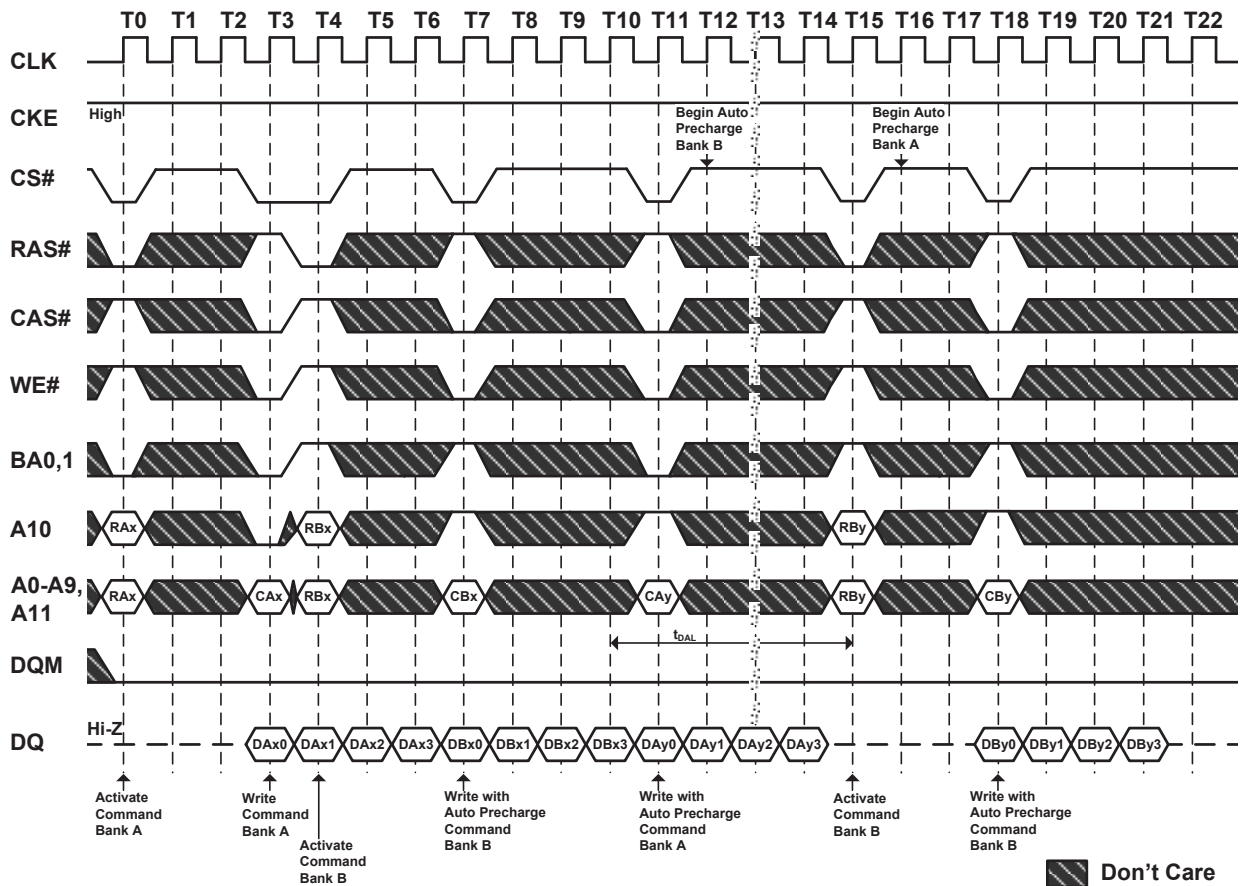 T0 T1 T2 T3 T4 T5 T6 T7 T8 T9 T10 T11 T12 T13 T14 T15 T16 T17 T18 T19 T20 T21 T22
CLK
CKE
High
Begin Auto
Precharge
Bank B
Begin Auto
Precharge
Bank A
CS#
RAS#
CAS#
WE#
BA0,1
A10
RAx RBx RBy
A0-A9,
A11
RAx CAx RBx CBx CAy RBy CBy
tDAL
DQM
DQ
Hi-Z
DAx0 DAx1 DAx2 DAx3 DBx0 DBx1 DBx2 DBx3 DAy0 DAy1 DAy2 DAy3 DBy0 DBy1 DBy2 DBy3
Activate
Command
Bank A
Write
Command
Bank A
Activate
Command
Bank B
Write with
Auto Precharge
Command
Bank B
Write with
Auto Precharge
Command
Bank A
Activate
Command
Bank B
Write with
Auto Precharge
Command
Bank B
Don't Care